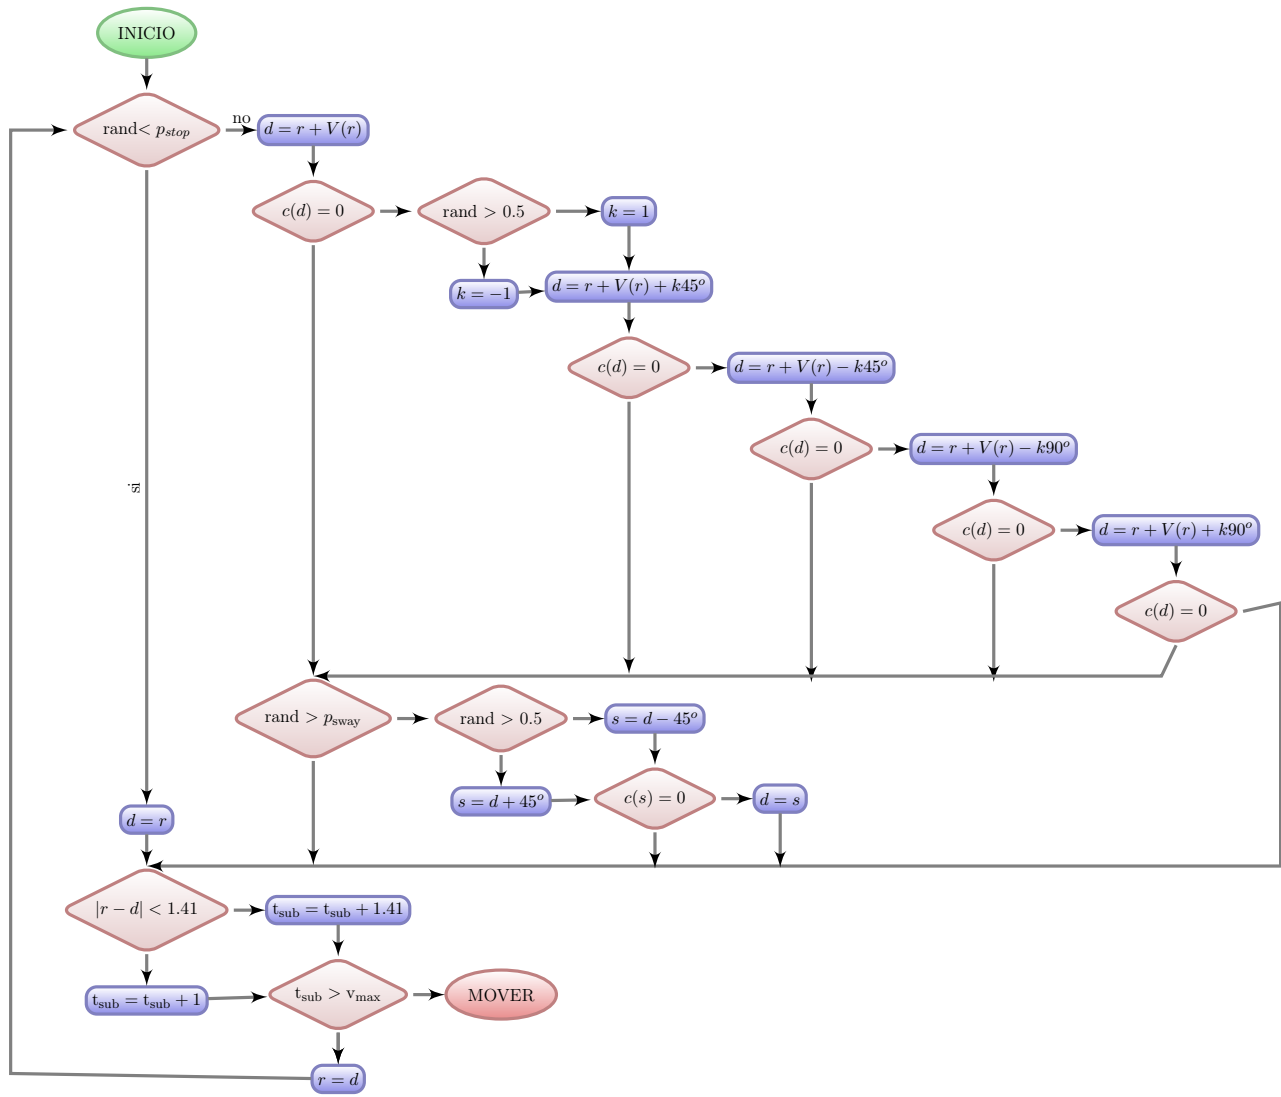 INICIO
rand< p_stop
no
d = r + V(r)
c(d) = 0
rand > 0.5
k = 1
k = −1
d = r + V(r) + k45°
c(d) = 0
d = r + V(r) − k45°
c(d) = 0
d = r + V(r) − k90°
si
c(d) = 0
d = r + V(r) + k90°
c(d) = 0
rand > p_sway
rand > 0.5
s = d − 45°
s = d + 45°
c(s) = 0
d = s
d = r
|r − d| < 1.41
t_sub = t_sub + 1.41
t_sub = t_sub + 1
t_sub > v_max
MOVER
r = d